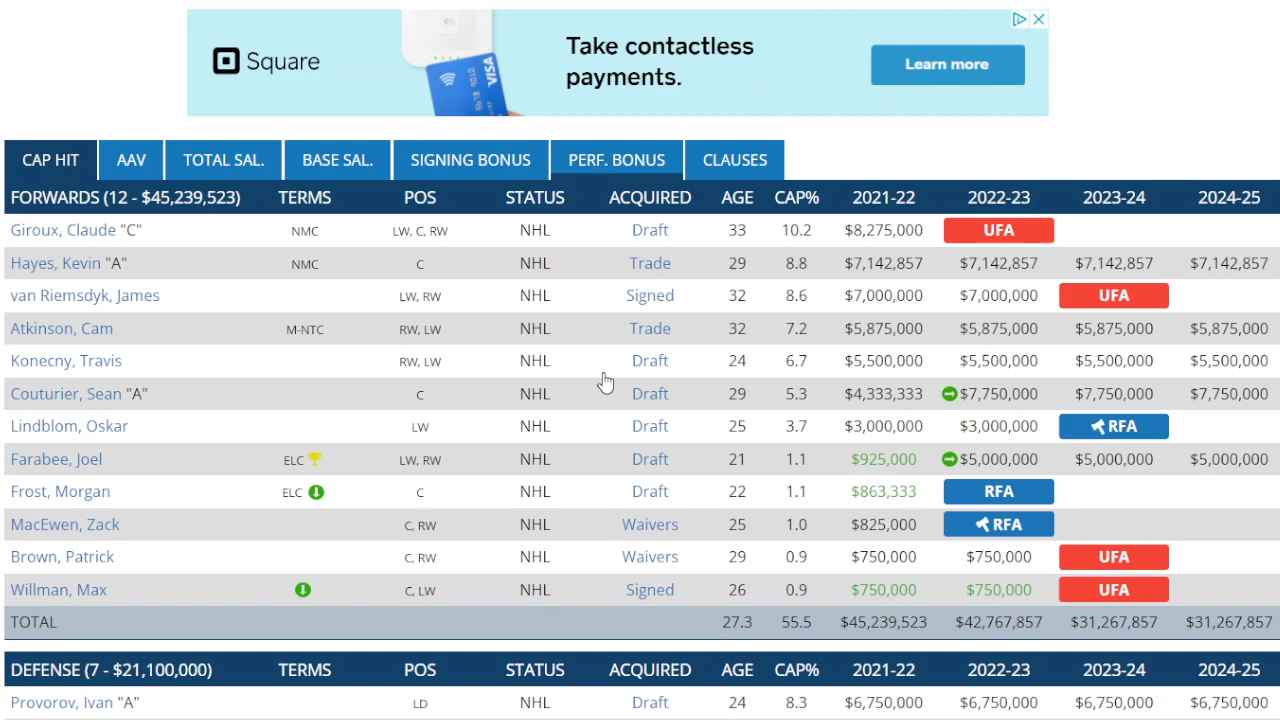 Square
Take contactless
payments.
Learn more
VISA
CAP HIT AAV TOTAL SAL. BASE SAL. SIGNING BONUS PERF. BONUS CLAUSES
FORWARDS (12 - $45,239,523) TERMS POS STATUS ACQUIRED AGE CAP% 2021-22 2022-23 2023-24 2024-25
Giroux, Claude "C" NMC LW, C, RW NHL Draft 33 10.2 $8,275,000 UFA
Hayes, Kevin "A" NMC C NHL Trade 29 8.8 $7,142,857 $7,142,857 $7,142,857 $7,142,857
van Riemsdyk, James LW, RW NHL Signed 32 8.6 $7,000,000 $7,000,000 UFA
Atkinson, Cam M-NTC RW, LW NHL Trade 32 7.2 $5,875,000 $5,875,000 $5,875,000 $5,875,000
Konecny, Travis RW, LW NHL Draft 24 6.7 $5,500,000 $5,500,000 $5,500,000 $5,500,000
Couturier, Sean "A" C NHL Draft 29 5.3 $4,333,333 $7,750,000 $7,750,000 $7,750,000
Lindblom, Oskar LW NHL Draft 25 3.7 $3,000,000 $3,000,000 RFA
Farabee, Joel ELC LW, RW NHL Draft 21 1.1 $925,000 $5,000,000 $5,000,000 $5,000,000
Frost, Morgan ELC C NHL Draft 22 1.1 $863,333 RFA
MacEwen, Zack C, RW NHL Waivers 25 1.0 $825,000 RFA
Brown, Patrick C, RW NHL Waivers 29 0.9 $750,000 $750,000 UFA
Willman, Max C, LW NHL Signed 26 0.9 $750,000 $750,000 UFA
TOTAL 27.3 55.5 $45,239,523 $42,767,857 $31,267,857 $31,267,857
DEFENSE (7 - $21,100,000) TERMS POS STATUS ACQUIRED AGE CAP% 2021-22 2022-23 2023-24 2024-25
Provorov, Ivan "A" LD NHL Draft 24 8.3 $6,750,000 $6,750,000 $6,750,000 $6,750,000